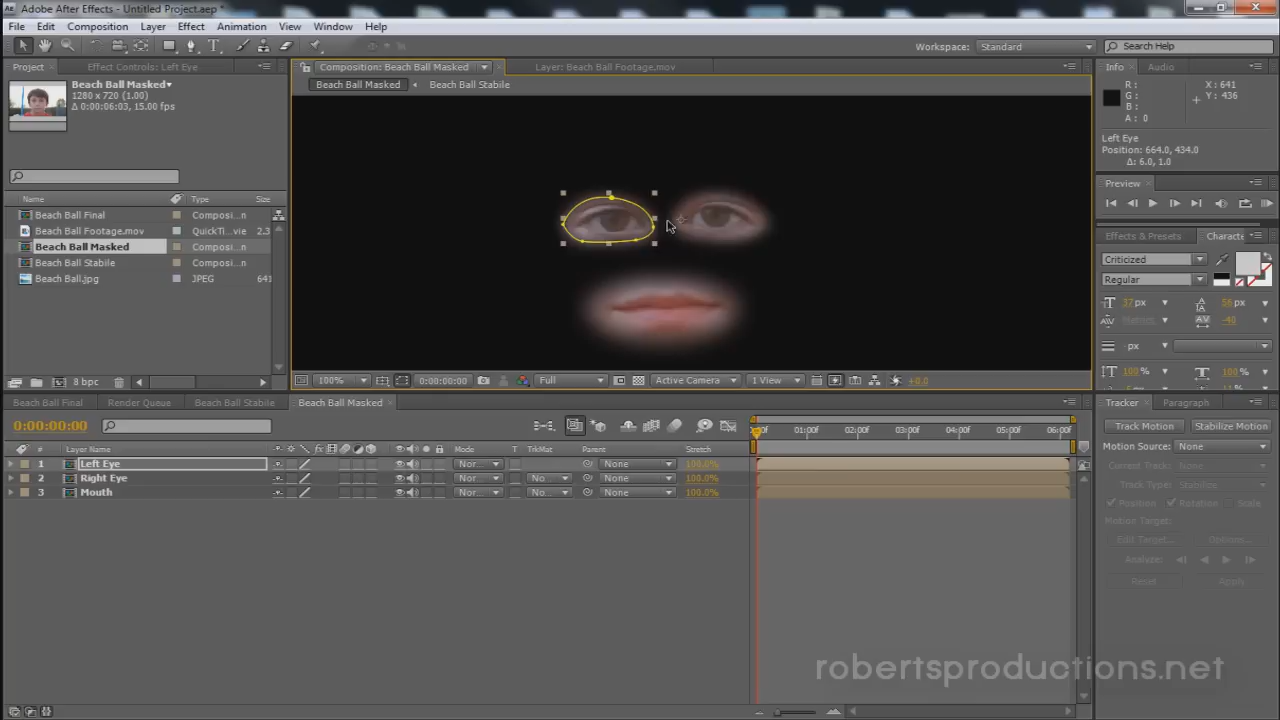 Adobe After Effects - Untitled Project.aep *
File Edit Composition Layer Effect Animation View Window Help
Workspace: Standard Search Help
Project Effect Controls: Left Eye Composition: Beach Ball Masked Layer: Beach Ball Footage.mov Info Audio
Beach Ball Masked
1280 x 720 (1.00)
Δ 0:00:06:03, 15.00 fps
Beach Ball Masked Beach Ball Stabile
R:
G:
B:
A: 0
X: 641
Y: 436
Left Eye
Position: 664.0, 434.0
Δ: 6.0, 1.0
Preview
Name Type Size
Beach Ball Final Composi...n
Beach Ball Footage.mov QuickTi...vie 2.3
Beach Ball Masked Composi...n
Beach Ball Stabile Composi...n
Beach Ball.jpg JPEG 641
Effects & Presets Characte
Criticized
Regular
37 px 56 px
Metrics -40
- px
100 % 100 %
8 bpc
100% 0:00:00:00 Full Active Camera 1 View +0.0
Beach Ball Final Render Queue Beach Ball Stabile Beach Ball Masked
Tracker Paragraph
0:00:00:00
Track Motion Stabilize Motion
Motion Source: None
Current Track: None
Track Type: Stabilize
Position Rotation Scale
Motion Target:
Edit Target... Options...
Analyze:
Reset Apply
01:00f 02:00f 03:00f 04:00f 05:00f 06:00f
# Layer Name Mode T TrkMat Parent Stretch
1 Left Eye Nor... None 100.0%
2 Right Eye Nor... No... None 100.0%
3 Mouth Nor... No... None 100.0%
robertsproductions.net